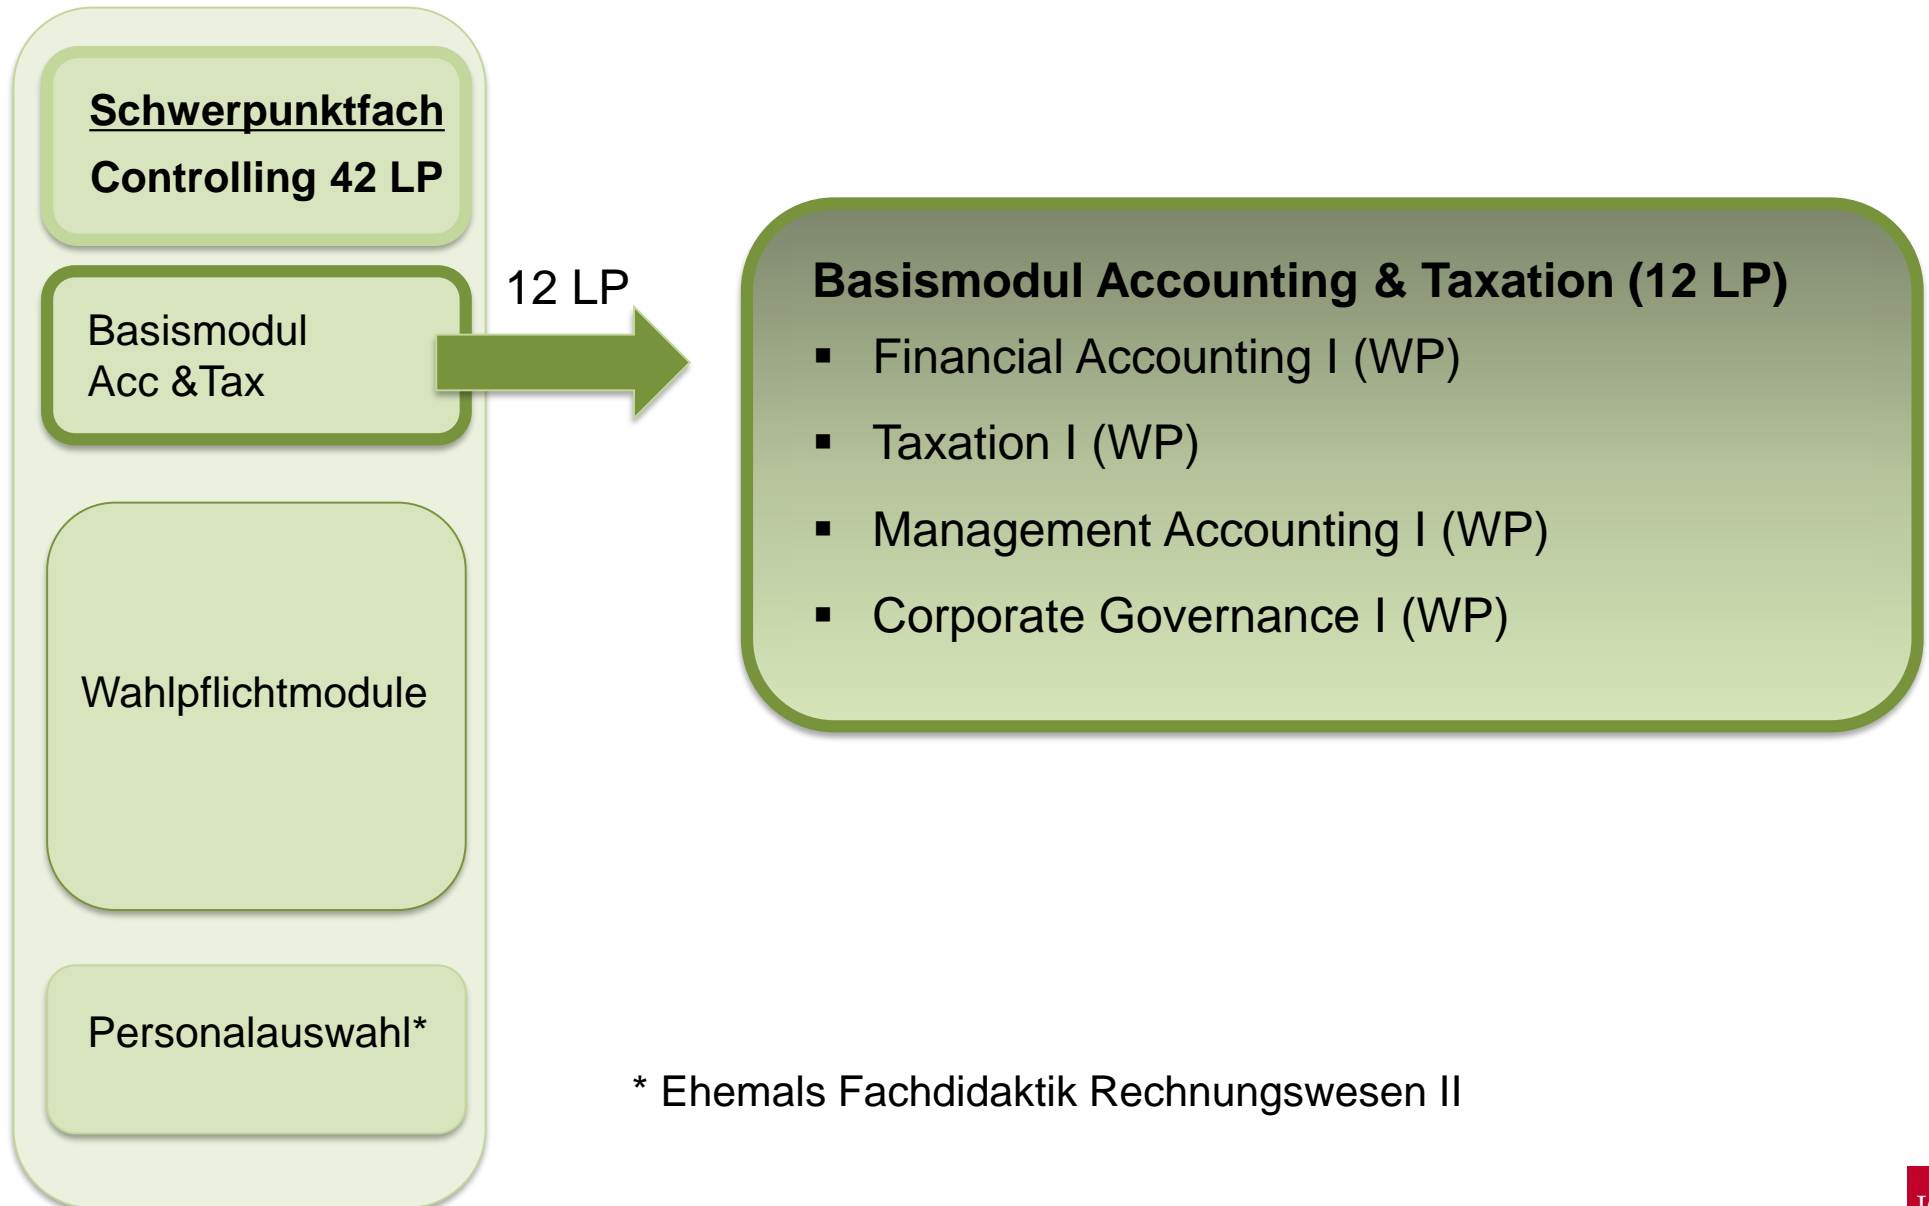 Schwerpunktfach
Controlling 42 LP
Basismodul
Acc &Tax
12 LP
Basismodul Accounting & Taxation (12 LP)
▪ Financial Accounting I (WP)
▪ Taxation I (WP)
▪ Management Accounting I (WP)
▪ Corporate Governance I (WP)
Wahlpflichtmodule
Personalauswahl*
* Ehemals Fachdidaktik Rechnungswesen II